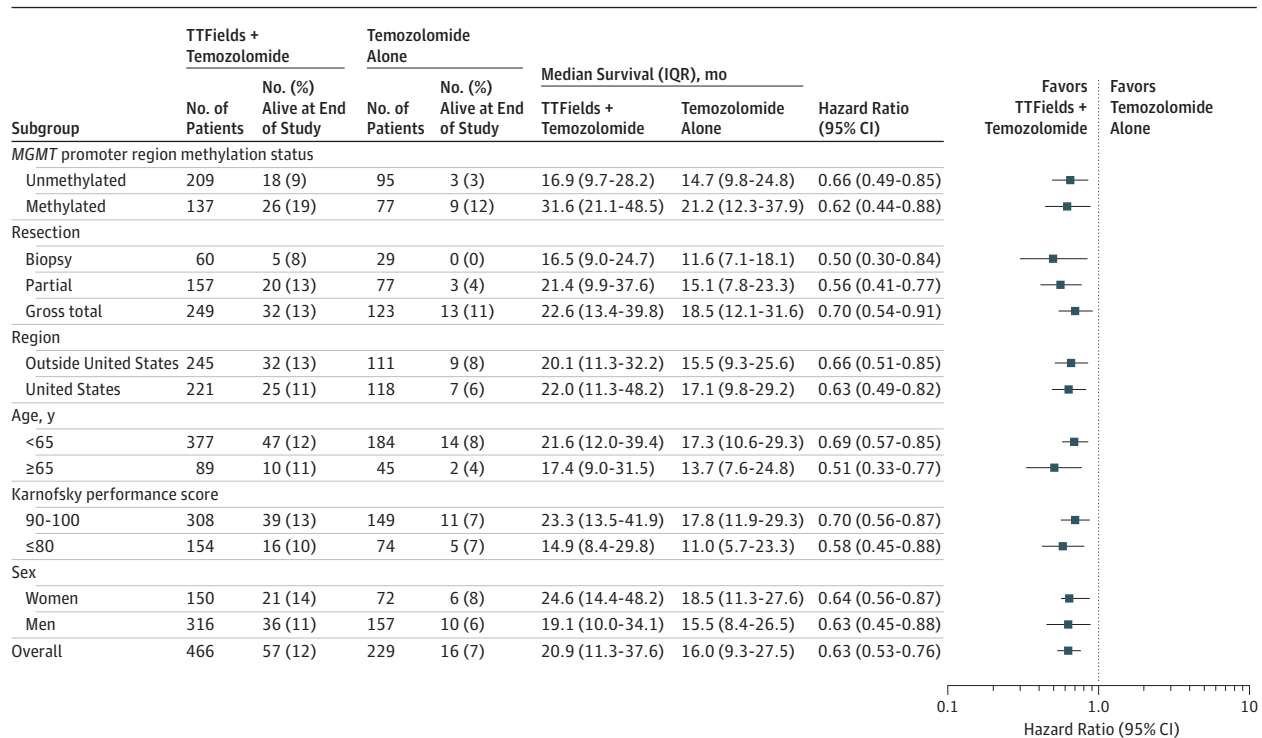 TTFields + Temozolomide
Temozolomide Alone
Median Survival (IQR), mo
Subgroup No. of Patients No. (%) Alive at End of Study No. of Patients No. (%) Alive at End of Study TTFields + Temozolomide Temozolomide Alone Hazard Ratio (95% CI) Favors TTFields + Temozolomide Favors Temozolomide Alone
MGMT promoter region methylation status
Unmethylated 209 18 (9) 95 3 (3) 16.9 (9.7-28.2) 14.7 (9.8-24.8) 0.66 (0.49-0.85)
Methylated 137 26 (19) 77 9 (12) 31.6 (21.1-48.5) 21.2 (12.3-37.9) 0.62 (0.44-0.88)
Resection
Biopsy 60 5 (8) 29 0 (0) 16.5 (9.0-24.7) 11.6 (7.1-18.1) 0.50 (0.30-0.84)
Partial 157 20 (13) 77 3 (4) 21.4 (9.9-37.6) 15.1 (7.8-23.3) 0.56 (0.41-0.77)
Gross total 249 32 (13) 123 13 (11) 22.6 (13.4-39.8) 18.5 (12.1-31.6) 0.70 (0.54-0.91)
Region
Outside United States 245 32 (13) 111 9 (8) 20.1 (11.3-32.2) 15.5 (9.3-25.6) 0.66 (0.51-0.85)
United States 221 25 (11) 118 7 (6) 22.0 (11.3-48.2) 17.1 (9.8-29.2) 0.63 (0.49-0.82)
Age, y
<65 377 47 (12) 184 14 (8) 21.6 (12.0-39.4) 17.3 (10.6-29.3) 0.69 (0.57-0.85)
≥65 89 10 (11) 45 2 (4) 17.4 (9.0-31.5) 13.7 (7.6-24.8) 0.51 (0.33-0.77)
Karnofsky performance score
90-100 308 39 (13) 149 11 (7) 23.3 (13.5-41.9) 17.8 (11.9-29.3) 0.70 (0.56-0.87)
≤80 154 16 (10) 74 5 (7) 14.9 (8.4-29.8) 11.0 (5.7-23.3) 0.58 (0.45-0.88)
Sex
Women 150 21 (14) 72 6 (8) 24.6 (14.4-48.2) 18.5 (11.3-27.6) 0.64 (0.56-0.87)
Men 316 36 (11) 157 10 (6) 19.1 (10.0-34.1) 15.5 (8.4-26.5) 0.63 (0.45-0.88)
Overall 466 57 (12) 229 16 (7) 20.9 (11.3-37.6) 16.0 (9.3-27.5) 0.63 (0.53-0.76)
0.1 1.0 10
Hazard Ratio (95% CI)